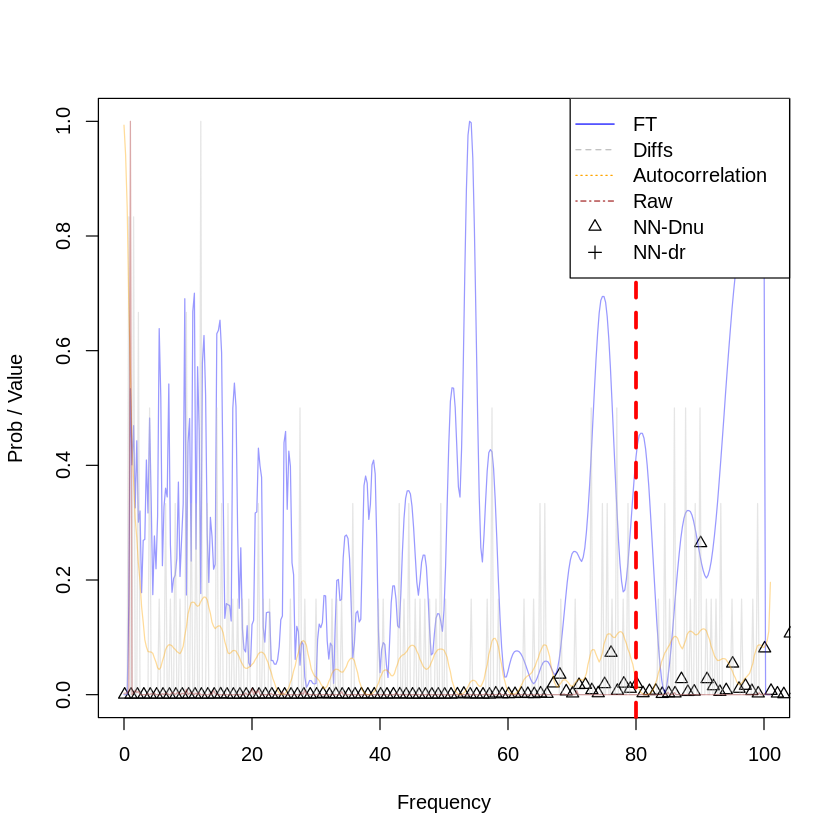 FT
Diffs
Autocorrelation
Raw
NN-Dnu
NN-dr
Prob / Value
1.0
0.8
0.6
0.4
0.2
0.0
0 20 40 60 80 100
Frequency